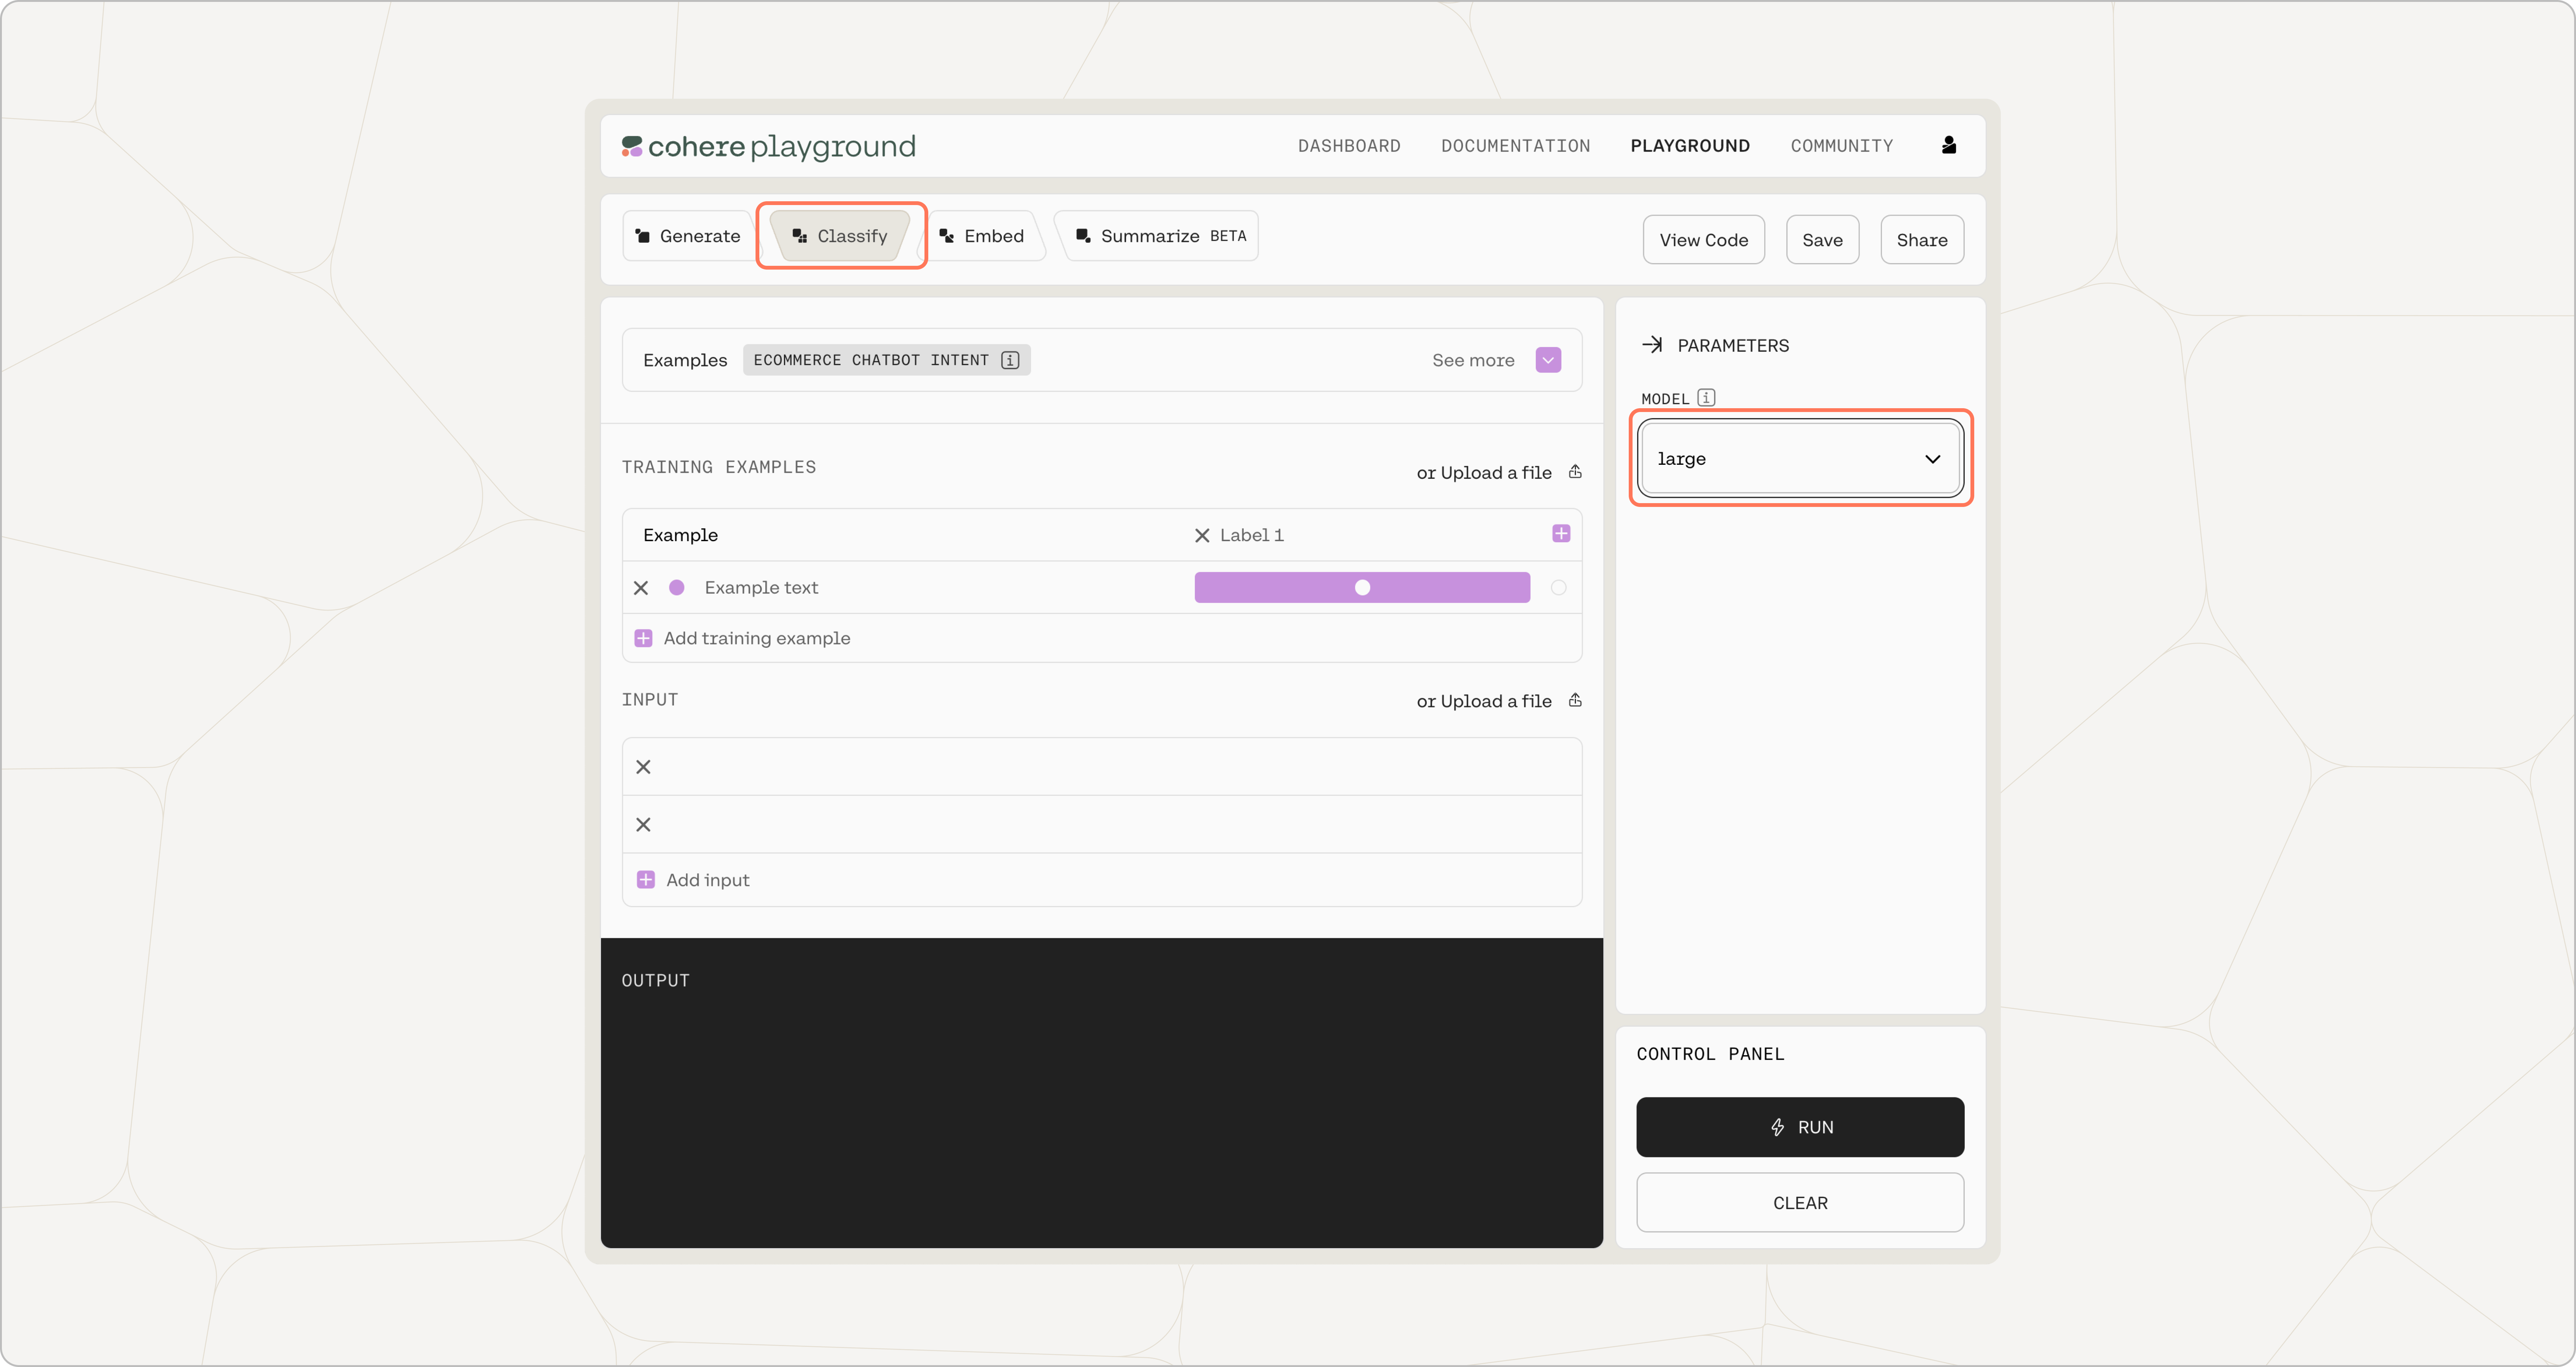 cohere playground
DASHBOARD DOCUMENTATION PLAYGROUND COMMUNITY
Generate Classify Embed Summarize BETA
View Code Save Share
Examples ECOMMERCE CHATBOT INTENT See more
TRAINING EXAMPLES
or Upload a file
Example Label 1
Example text
Add training example
INPUT
or Upload a file
Add input
OUTPUT
PARAMETERS
MODEL
large
CONTROL PANEL
RUN
CLEAR